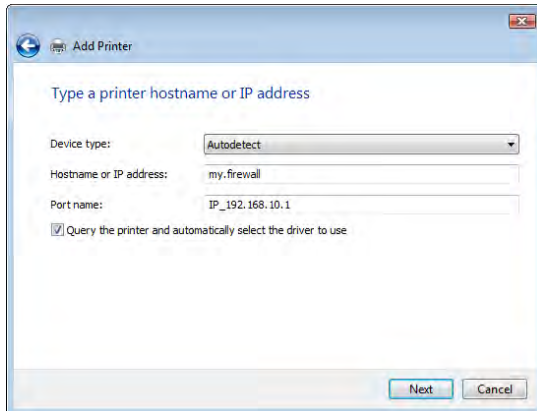 Add Printer
Type a printer hostname or IP address
Device type: Autodetect
Hostname or IP address: my.firewall
Port name: IP_192.168.10.1
Query the printer and automatically select the driver to use
Next Cancel